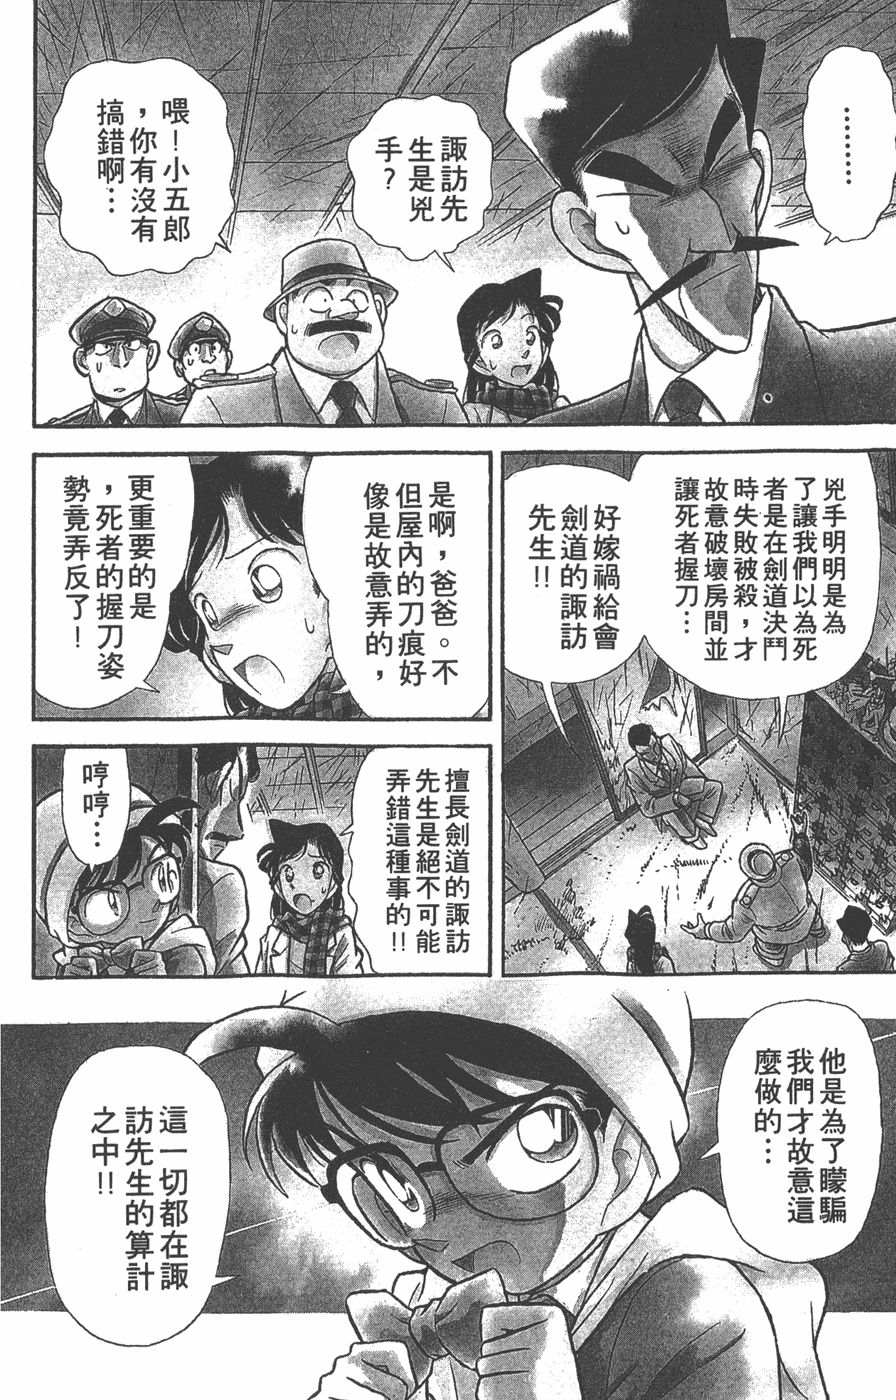 ………
諏訪先
生是兇
手？
喂！小五郎
，你有沒有
搞錯啊…
兇手明明是為
了讓我們以為死
者是在劍道決鬥
時失敗被殺，才
故意破壞房間並
讓死者握刀…
好嫁禍給會
劍道的諏訪
先生!!
是啊，爸爸。不
但屋內的刀痕好
像是故意弄的，
更重要的是
，死者的握刀姿
勢竟弄反了！
擅長劍道的諏訪
先生是絕不可能
弄錯這種事的!!
哼哼…
他是為了矇騙
我們才故意這
麼做的…
這一切都在諏
訪先生的算計
之中!!